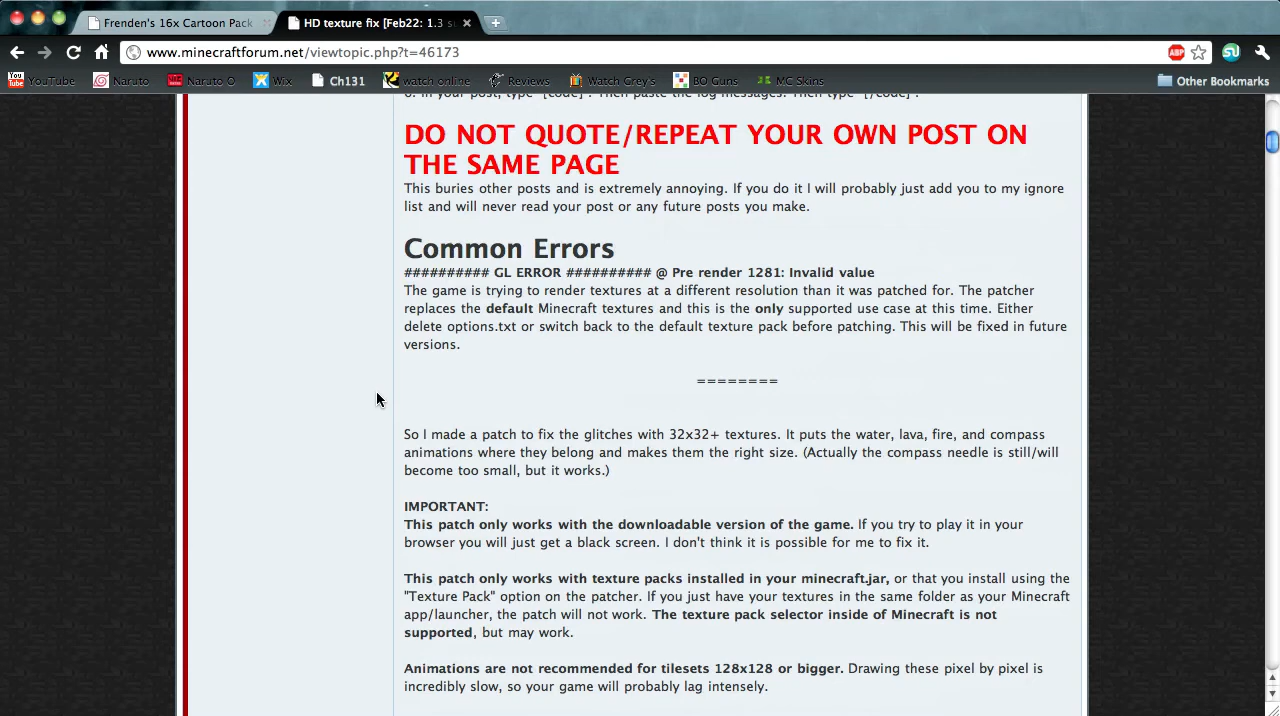 Frenden's 16x Cartoon Pack
HD texture fix [Feb22: 1.3 s
www.minecraftforum.net/viewtopic.php?t=46173
ABP
YouTube
Naruto
Naruto O
Wix
Ch131
watch online
Reviews
Watch Grey's
BO Guns
MC Skins
Other Bookmarks
6. In your post, type "[code]". Then paste the log messages. Then type "[/code]".
DO NOT QUOTE/REPEAT YOUR OWN POST ON
THE SAME PAGE
This buries other posts and is extremely annoying. If you do it I will probably just add you to my ignore
list and will never read your post or any future posts you make.
Common Errors
########## GL ERROR ########## @ Pre render 1281: Invalid value
The game is trying to render textures at a different resolution than it was patched for. The patcher
replaces the default Minecraft textures and this is the only supported use case at this time. Either
delete options.txt or switch back to the default texture pack before patching. This will be fixed in future
versions.
========
So I made a patch to fix the glitches with 32x32+ textures. It puts the water, lava, fire, and compass
animations where they belong and makes them the right size. (Actually the compass needle is still/will
become too small, but it works.)
IMPORTANT:
This patch only works with the downloadable version of the game. If you try to play it in your
browser you will just get a black screen. I don't think it is possible for me to fix it.
This patch only works with texture packs installed in your minecraft.jar, or that you install using the
"Texture Pack" option on the patcher. If you just have your textures in the same folder as your Minecraft
app/launcher, the patch will not work. The texture pack selector inside of Minecraft is not
supported, but may work.
Animations are not recommended for tilesets 128x128 or bigger. Drawing these pixel by pixel is
incredibly slow, so your game will probably lag intensely.